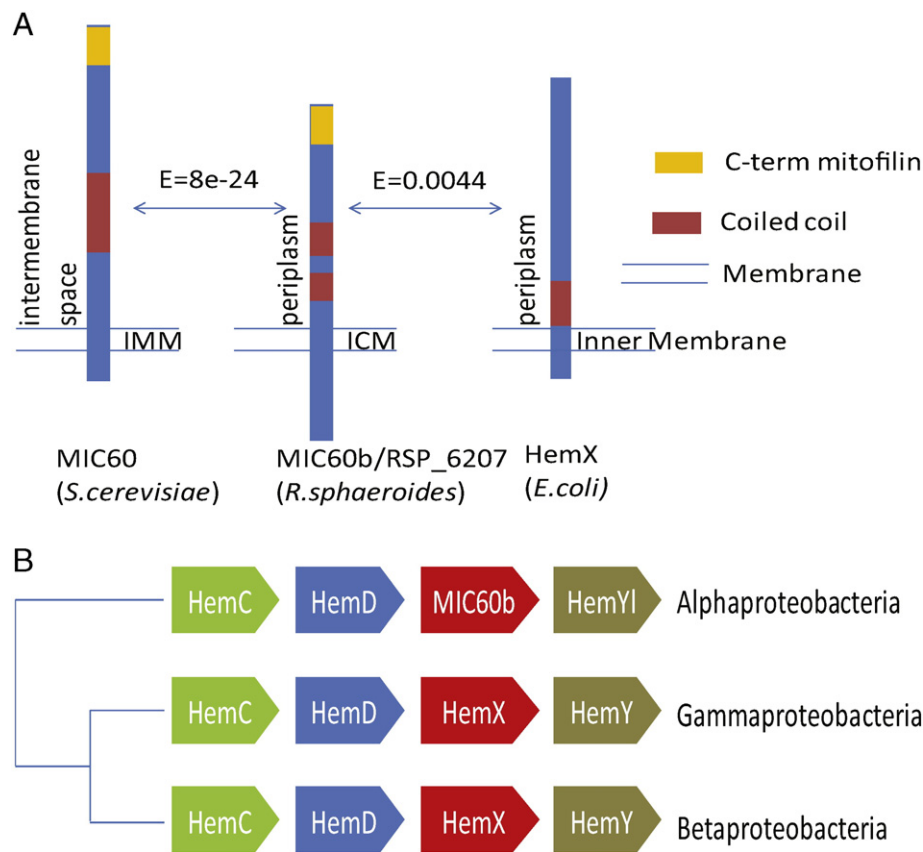 A
intermembrane
space
E=8e-24
periplasm
E=0.0044
periplasm
C-term mitofilin
Coiled coil
Membrane
IMM
ICM
Inner Membrane
MIC60
(S.cerevisiae)
MIC60b/RSP_6207
(R.sphaeroides)
HemX
(E.coli)
B
HemC HemD MIC60b HemYl Alphaproteobacteria
HemC HemD HemX HemY Gammaproteobacteria
HemC HemD HemX HemY Betaproteobacteria